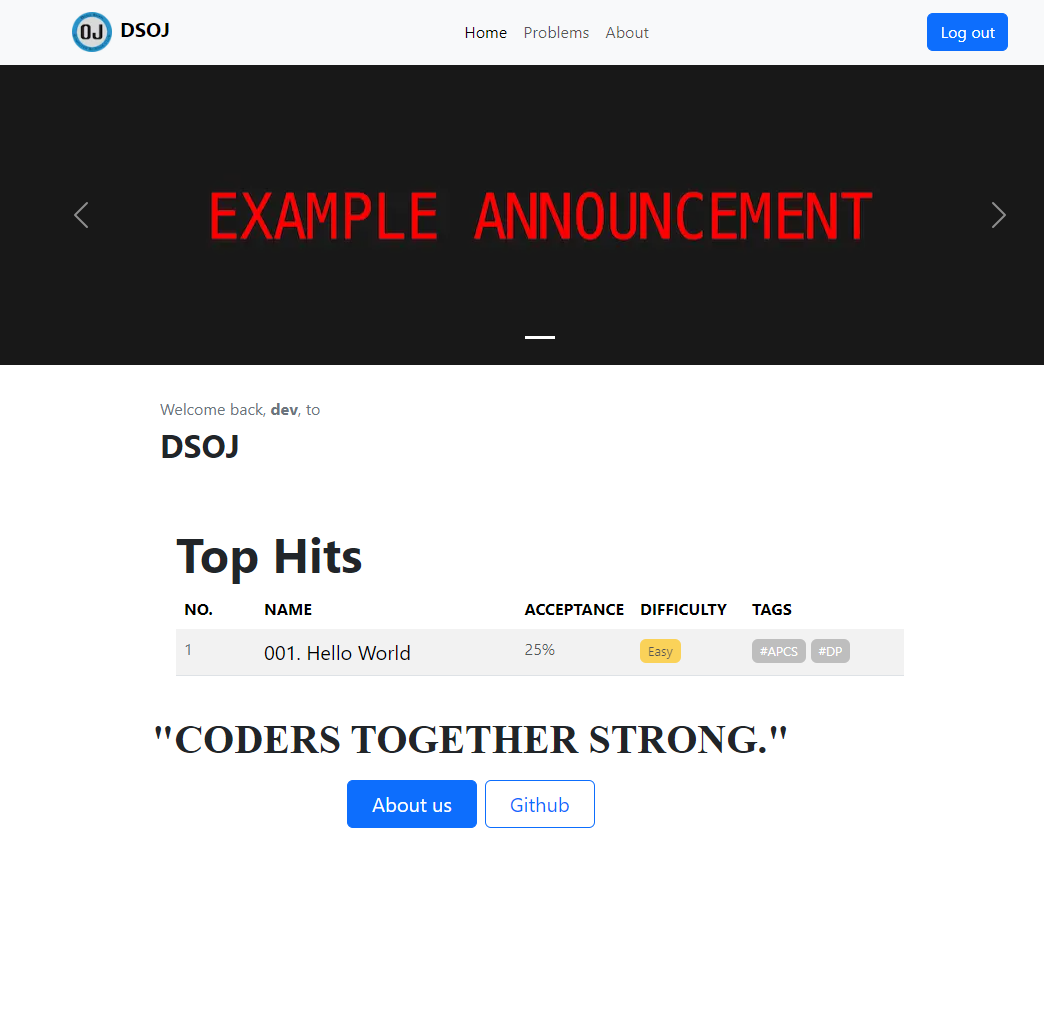 OJ DSOJ Home Problems About Log out
EXAMPLE ANNOUNCEMENT
Welcome back, dev, to
DSOJ
Top Hits
NO. NAME ACCEPTANCE DIFFICULTY TAGS
1 001. Hello World 25% Easy #APCS #DP
"CODERS TOGETHER STRONG."
About us Github